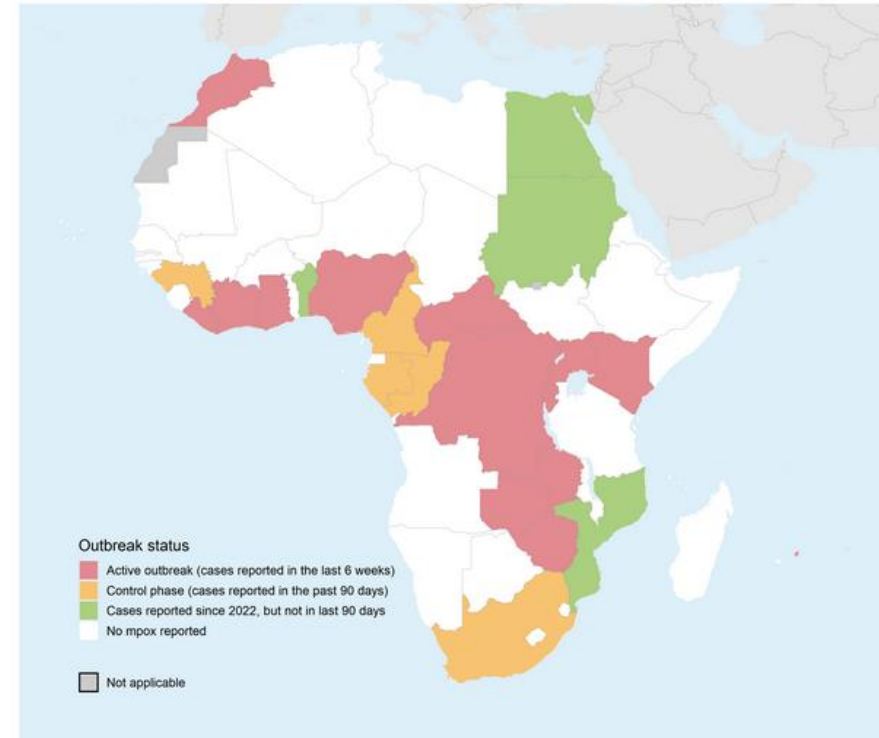 Outbreak status
Active outbreak (cases reported in the last 6 weeks)
Control phase (cases reported in the past 90 days)
Cases reported since 2022, but not in last 90 days
No mpox reported
Not applicable